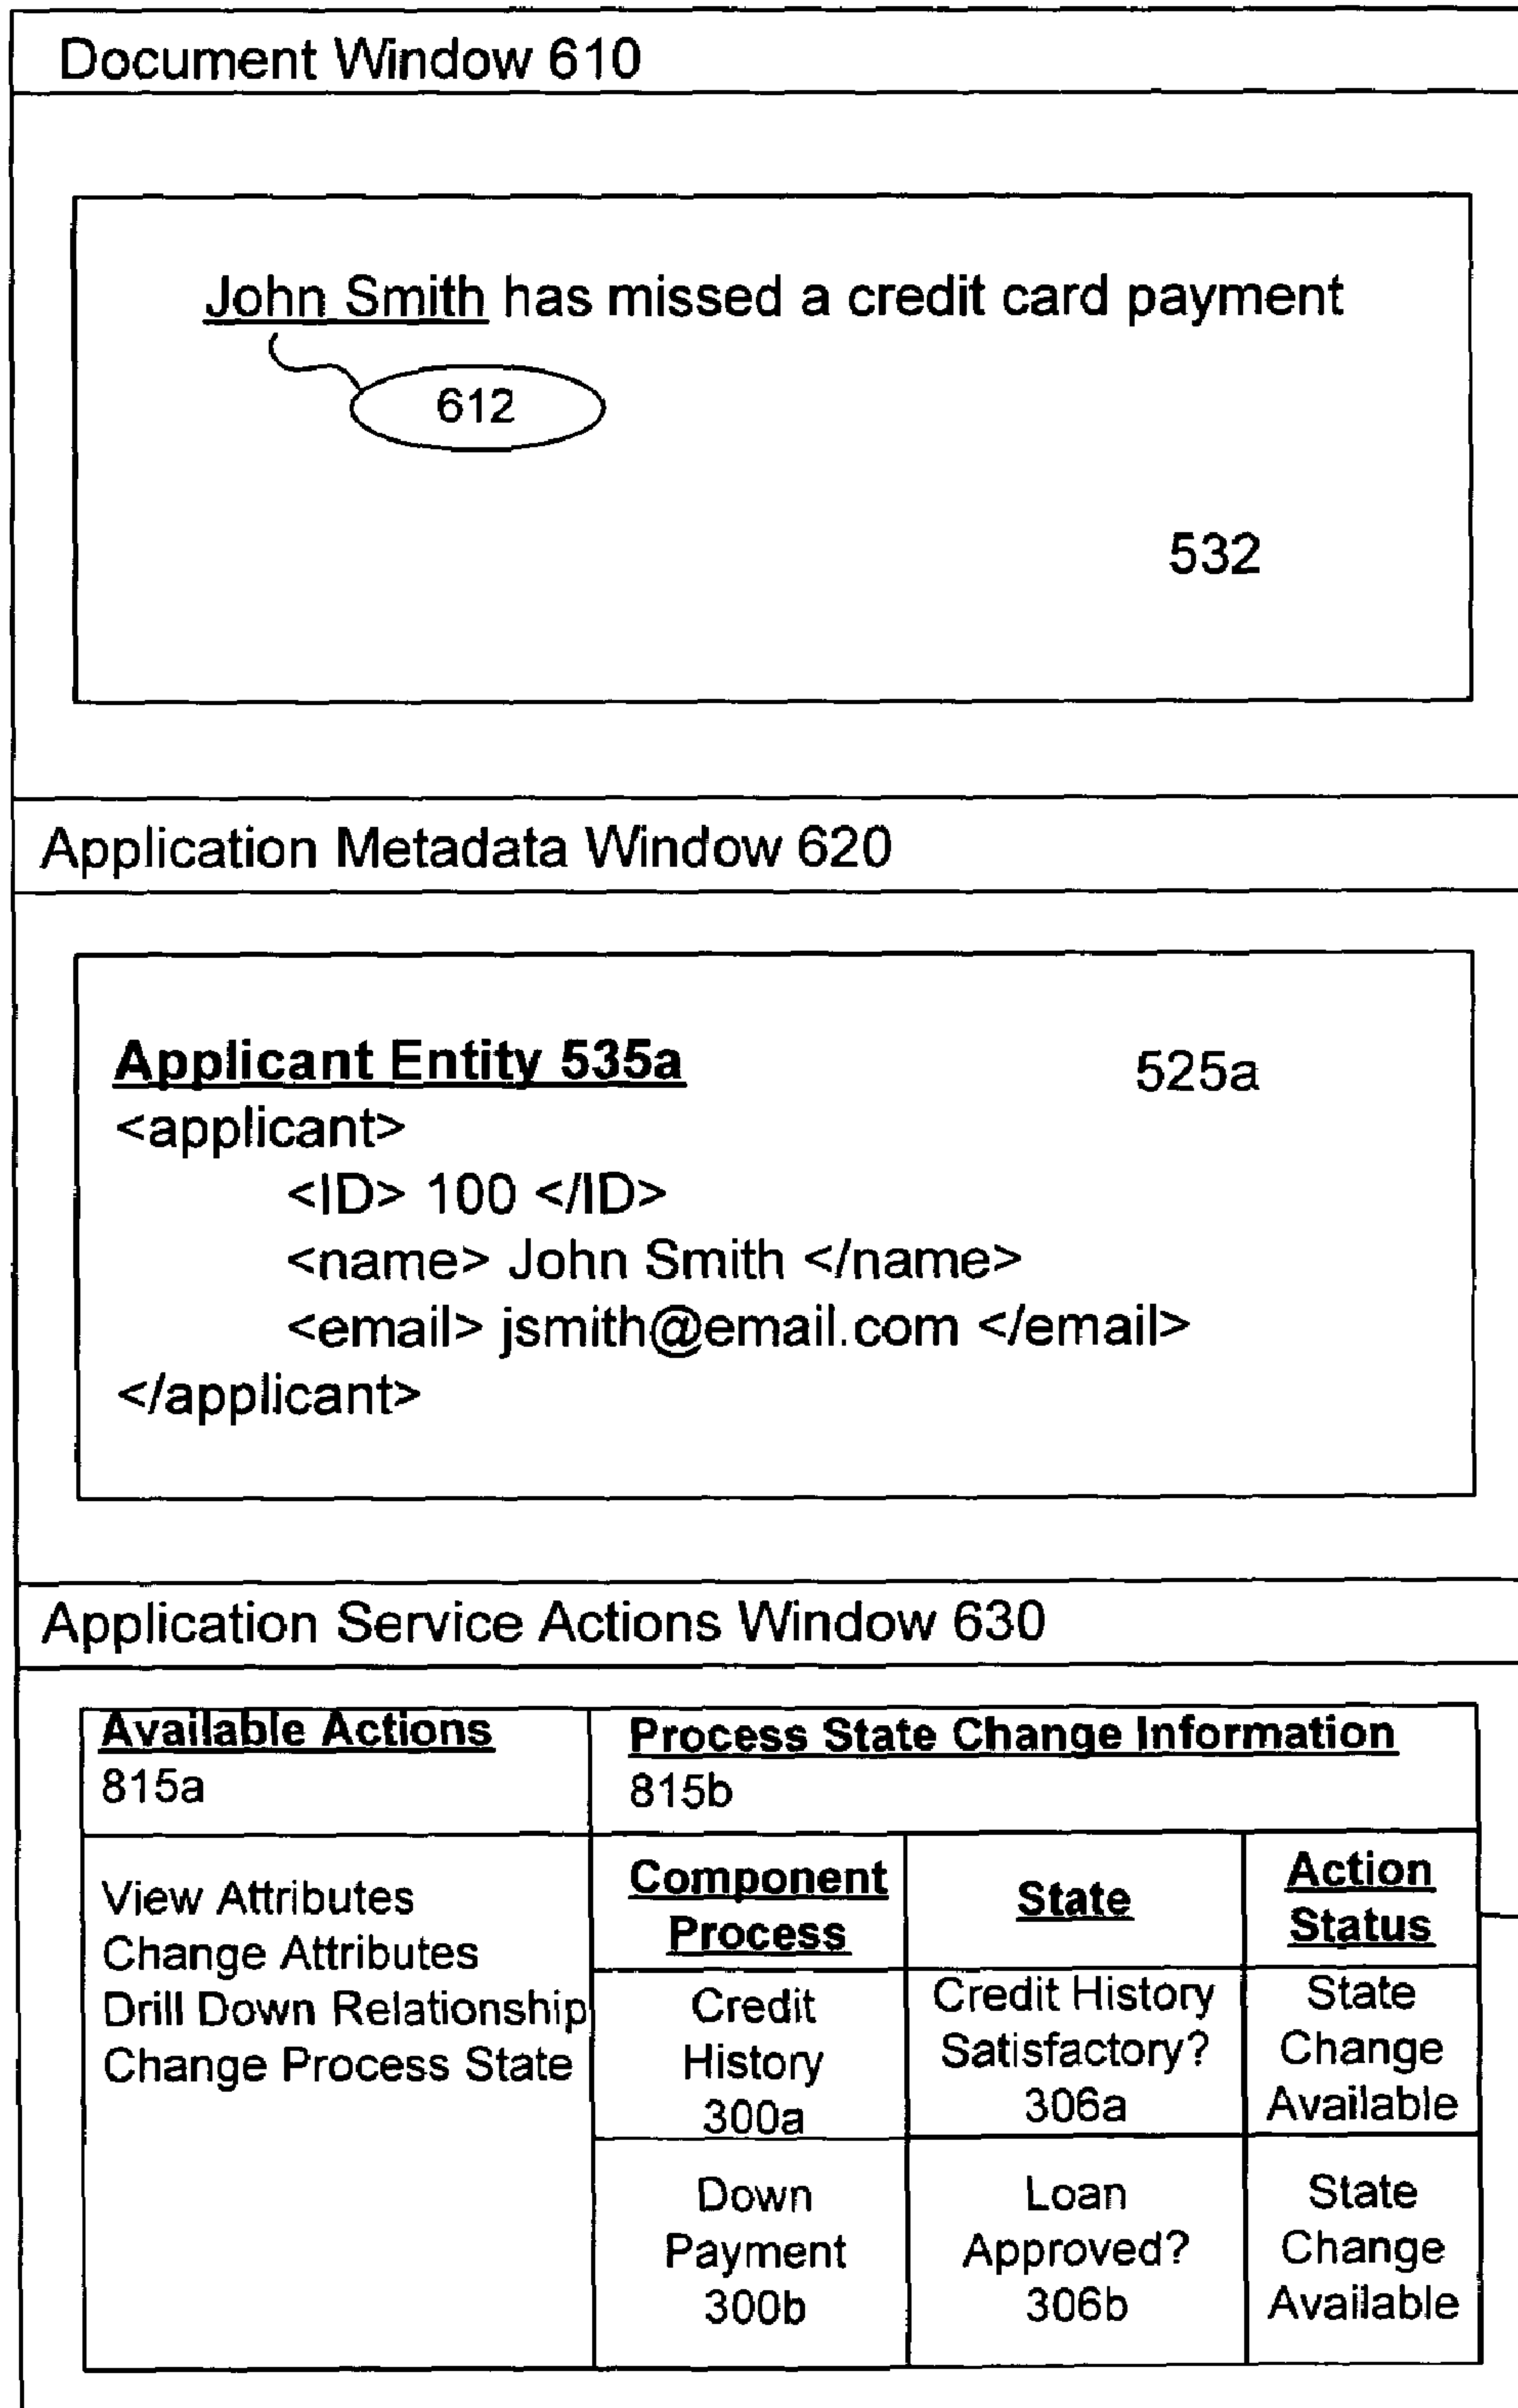 Document Window 610
John Smith has missed a credit card payment
612
532
Application Metadata Window 620
Applicant Entity 535a
525a
<applicant>
<ID> 100 </ID>
<name> John Smith </name>
<email> jsmith@email.com </email>
</applicant>
Application Service Actions Window 630
Available Actions
815a
Process State Change Information
815b
View Attributes
Change Attributes
Drill Down Relationship
Change Process State
Component
Process
State
Action
Status
Credit
History
300a
Credit History
Satisfactory?
306a
State
Change
Available
Down
Payment
300b
Loan
Approved?
306b
State
Change
Available